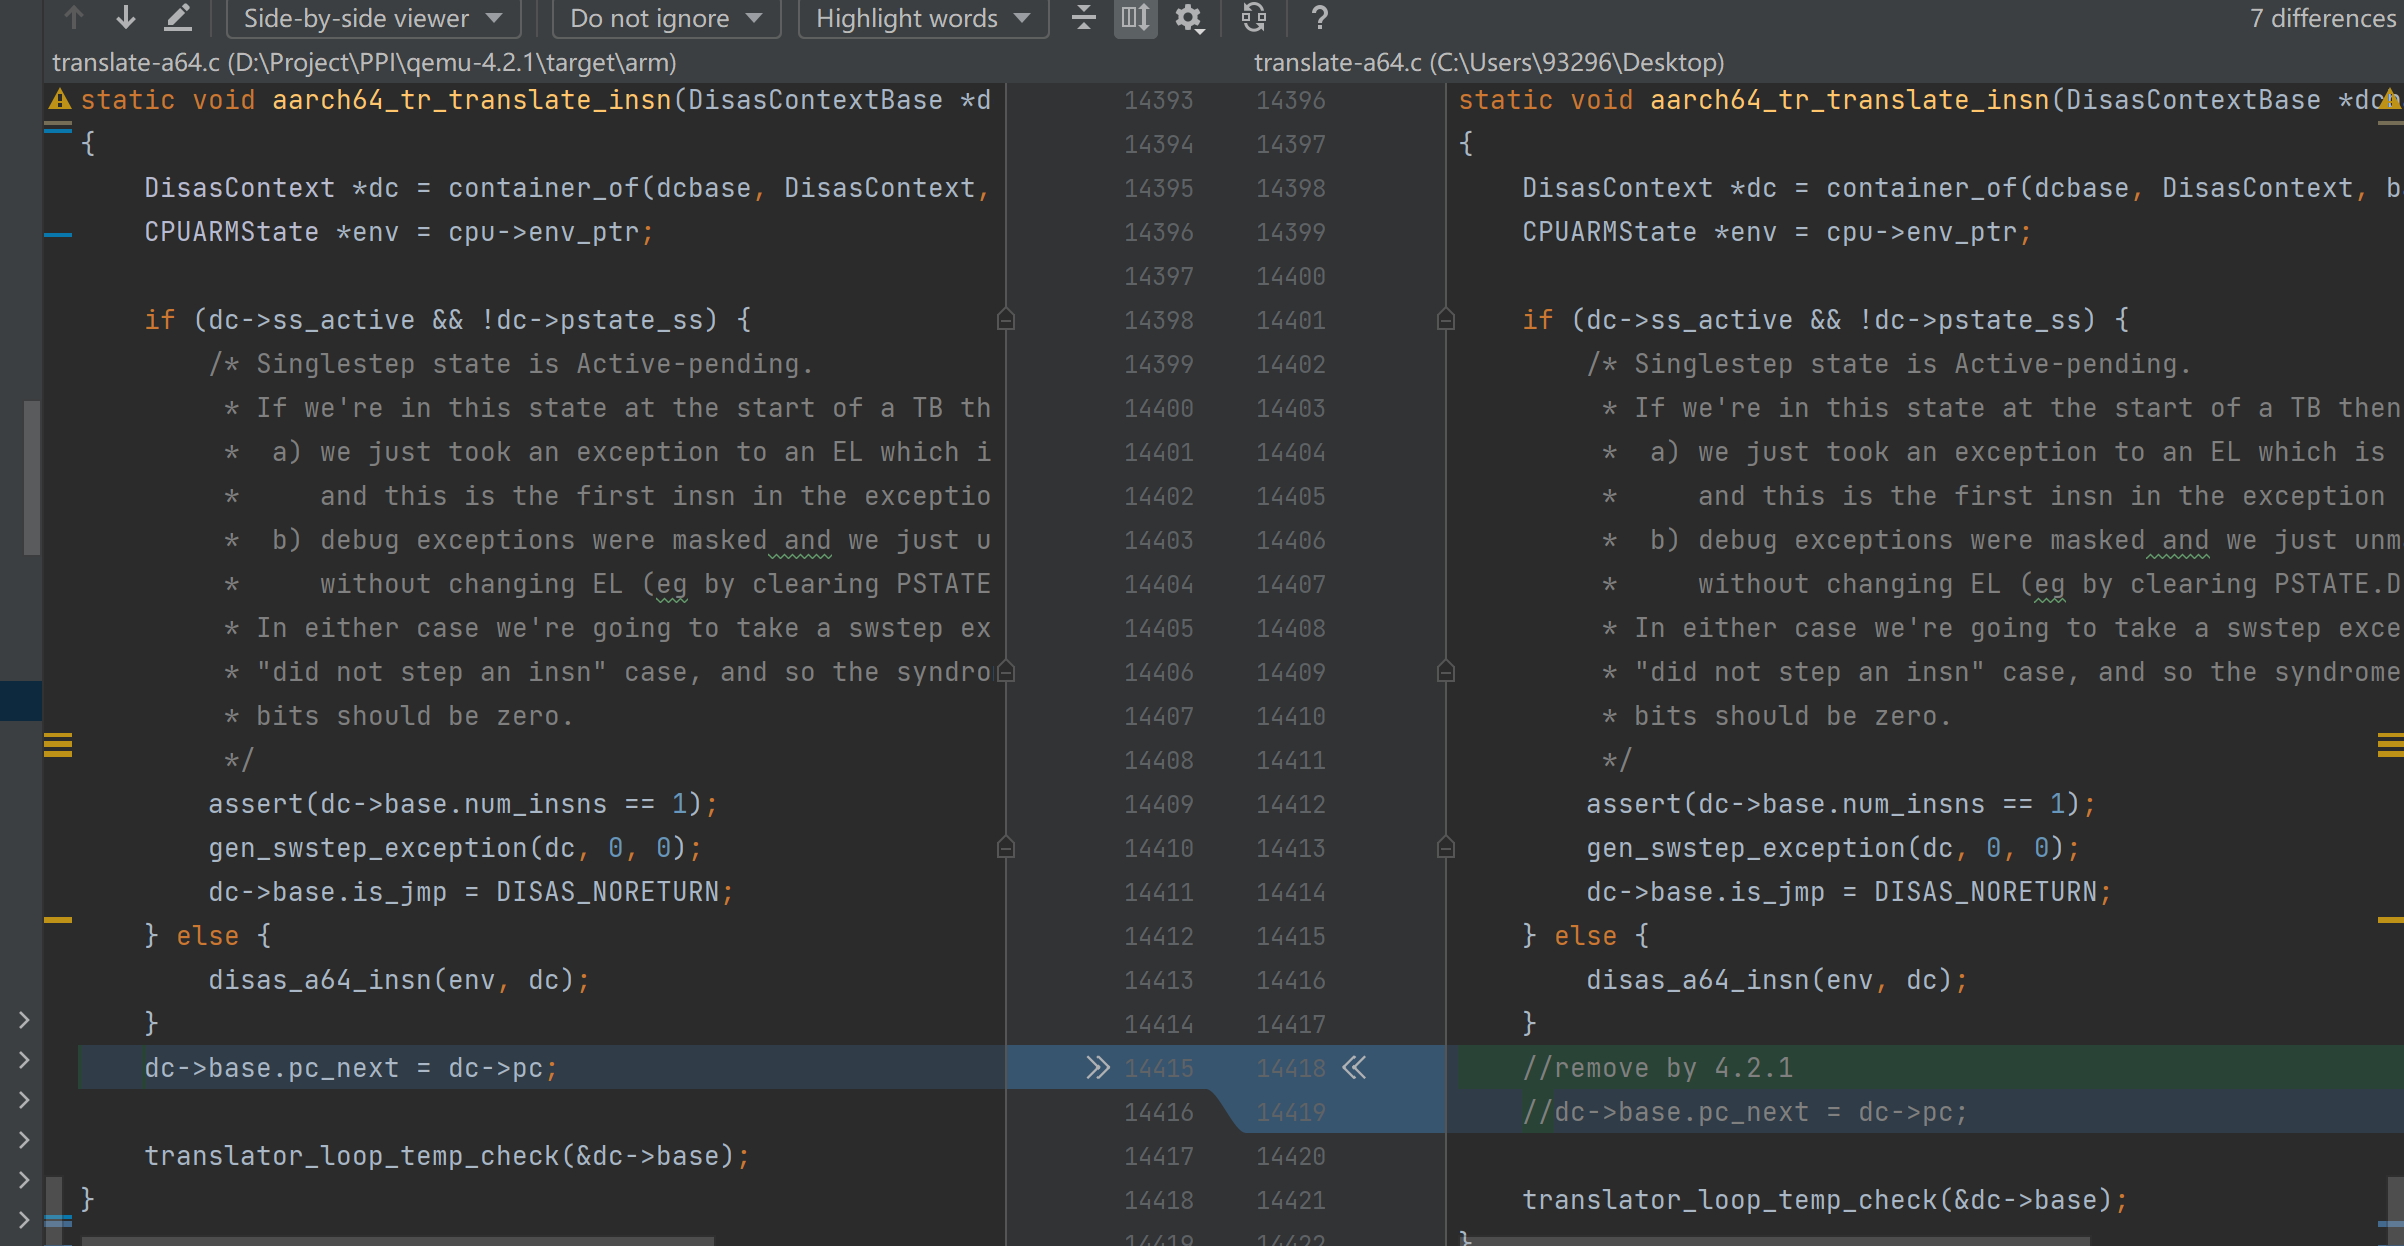 Side-by-side viewer
Do not ignore
Highlight words
?
7 differences
translate-a64.c (D:\Project\PPI\qemu-4.2.1\target\arm)
translate-a64.c (C:\Users\93296\Desktop)
static void aarch64_tr_translate_insn(DisasContextBase *d
{
    DisasContext *dc = container_of(dcbase, DisasContext,
    CPUARMState *env = cpu->env_ptr;

    if (dc->ss_active && !dc->pstate_ss) {
        /* Singlestep state is Active-pending.
         * If we're in this state at the start of a TB th
         *  a) we just took an exception to an EL which i
         *     and this is the first insn in the exceptio
         *  b) debug exceptions were masked and we just u
         *     without changing EL (eg by clearing PSTATE
         * In either case we're going to take a swstep ex
         * "did not step an insn" case, and so the syndro
         * bits should be zero.
         */
        assert(dc->base.num_insns == 1);
        gen_swstep_exception(dc, 0, 0);
        dc->base.is_jmp = DISAS_NORETURN;
    } else {
        disas_a64_insn(env, dc);
    }
    dc->base.pc_next = dc->pc;

    translator_loop_temp_check(&dc->base);
}
14393 14396
14394 14397
14395 14398
14396 14399
14397 14400
14398 14401
14399 14402
14400 14403
14401 14404
14402 14405
14403 14406
14404 14407
14405 14408
14406 14409
14407 14410
14408 14411
14409 14412
14410 14413
14411 14414
14412 14415
14413 14416
14414 14417
14415 14418
14416 14419
14417 14420
14418 14421
14419 14422
static void aarch64_tr_translate_insn(DisasContextBase *dcb
{
    DisasContext *dc = container_of(dcbase, DisasContext, b
    CPUARMState *env = cpu->env_ptr;

    if (dc->ss_active && !dc->pstate_ss) {
        /* Singlestep state is Active-pending.
         * If we're in this state at the start of a TB then
         *  a) we just took an exception to an EL which is
         *     and this is the first insn in the exception
         *  b) debug exceptions were masked and we just unm
         *     without changing EL (eg by clearing PSTATE.D
         * In either case we're going to take a swstep exce
         * "did not step an insn" case, and so the syndrome
         * bits should be zero.
         */
        assert(dc->base.num_insns == 1);
        gen_swstep_exception(dc, 0, 0);
        dc->base.is_jmp = DISAS_NORETURN;
    } else {
        disas_a64_insn(env, dc);
    }
    //remove by 4.2.1
    //dc->base.pc_next = dc->pc;

    translator_loop_temp_check(&dc->base);
}